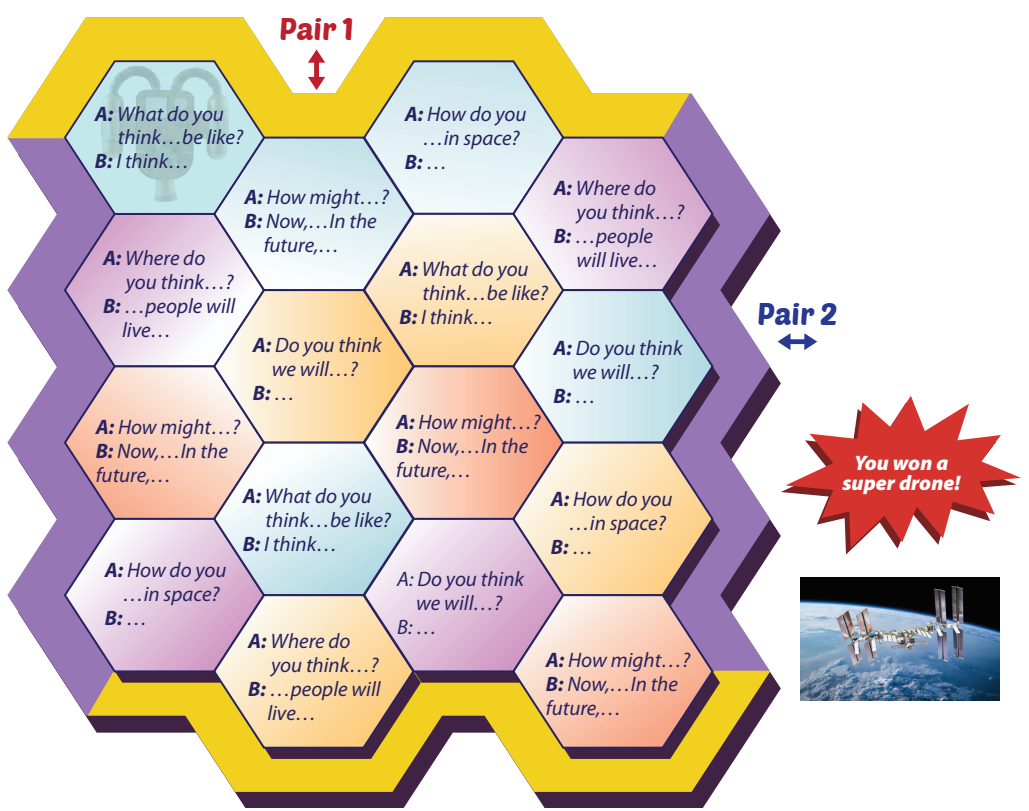 Pair 1
A: What do you
think…be like?
B: I think…
A: How do you
…in space?
B: …
A: How might…?
B: Now,…In the
future,…
A: Where do
you think…?
B: …people
will live…
A: Where do
you think…?
B: …people will
live…
A: What do you
think…be like?
B: I think…
Pair 2
A: Do you think
we will…?
B: …
A: Do you think
we will…?
B: …
A: How might…?
B: Now,…In the
future,…
A: How might…?
B: Now,…In the
future,…
You won a
super drone!
A: What do you
think…be like?
B: I think…
A: How do you
…in space?
B: …
A: How do you
…in space?
B: …
A: Do you think
we will…?
B: …
A: Where do
you think…?
B: …people will
live…
A: How might…?
B: Now,…In the
future,…